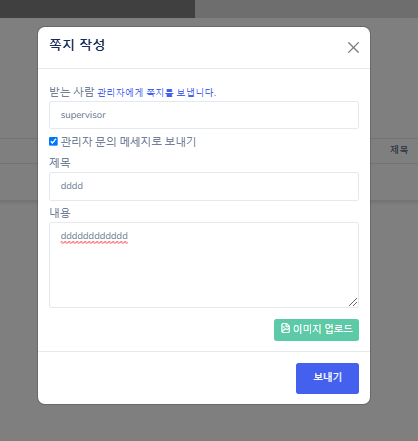 쪽지 작성
받는 사람 관리자에게 쪽지를 보냅니다.
supervisor
관리자 문의 메세지로 보내기
제목
제목
dddd
내용
dddddddddddd
이미지 업로드
보내기